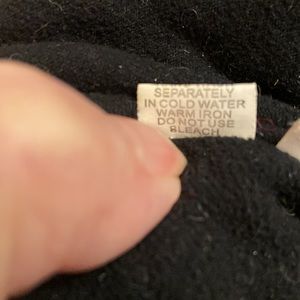 SEPARATELY
IN COLD WATER
WARM IRON
DO NOT USE
BLEACH